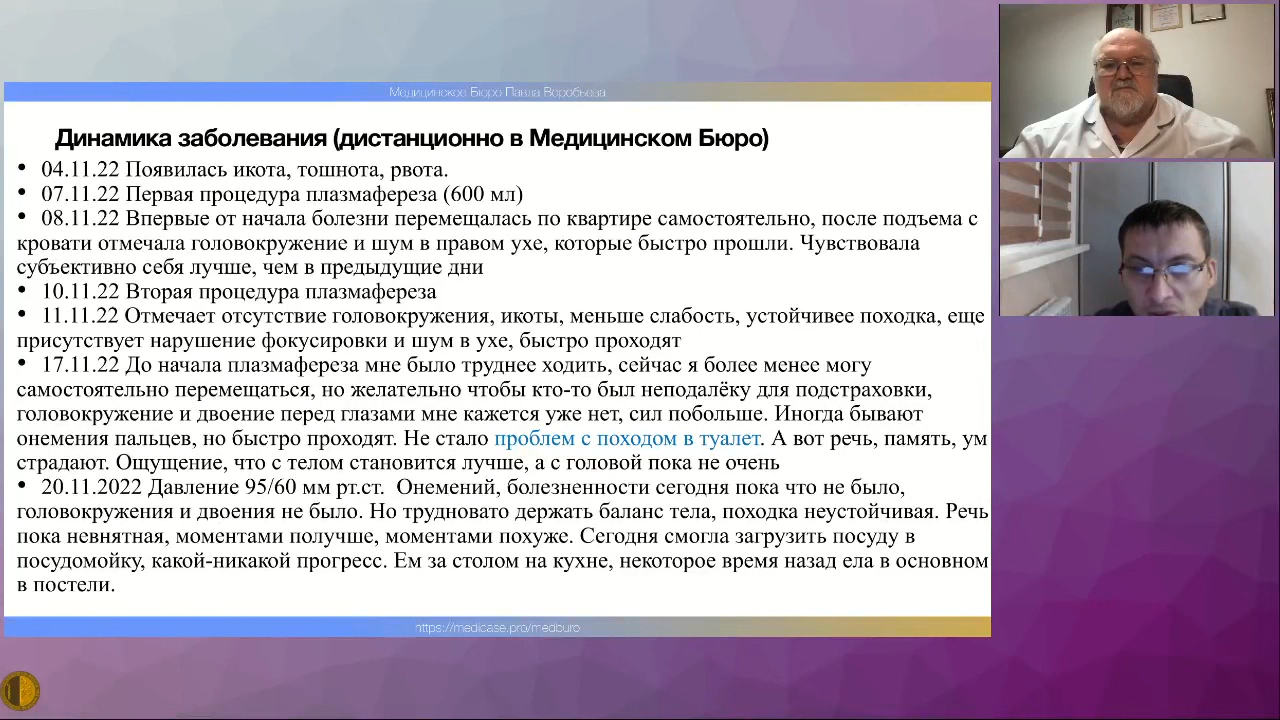 Медицинское Бюро Павла Воробьева
Динамика заболевания (дистанционно в Медицинском Бюро)
• 04.11.22 Появилась икота, тошнота, рвота.
• 07.11.22 Первая процедура плазмафереза (600 мл)
• 08.11.22 Впервые от начала болезни перемещалась по квартире самостоятельно, после подъема с
кровати отмечала головокружение и шум в правом ухе, которые быстро прошли. Чувствовала
субъективно себя лучше, чем в предыдущие дни
• 10.11.22 Вторая процедура плазмафереза
• 11.11.22 Отмечает отсутствие головокружения, икоты, меньше слабость, устойчивее походка, еще
присутствует нарушение фокусировки и шум в ухе, быстро проходят
• 17.11.22 До начала плазмафереза мне было труднее ходить, сейчас я более менее могу
самостоятельно перемещаться, но желательно чтобы кто-то был неподалёку для подстраховки,
головокружение и двоение перед глазами мне кажется уже нет, сил побольше. Иногда бывают
онемения пальцев, но быстро проходят. Не стало проблем с походом в туалет. А вот речь, память, ум
страдают. Ощущение, что с телом становится лучше, а с головой пока не очень
• 20.11.2022 Давление 95/60 мм рт.ст. Онемений, болезненности сегодня пока что не было,
головокружения и двоения не было. Но трудновато держать баланс тела, походка неустойчивая. Речь
пока невнятная, моментами получше, моментами похуже. Сегодня смогла загрузить посуду в
посудомойку, какой-никакой прогресс. Ем за столом на кухне, некоторое время назад ела в основном
в постели.
https://medicase.pro/medburo